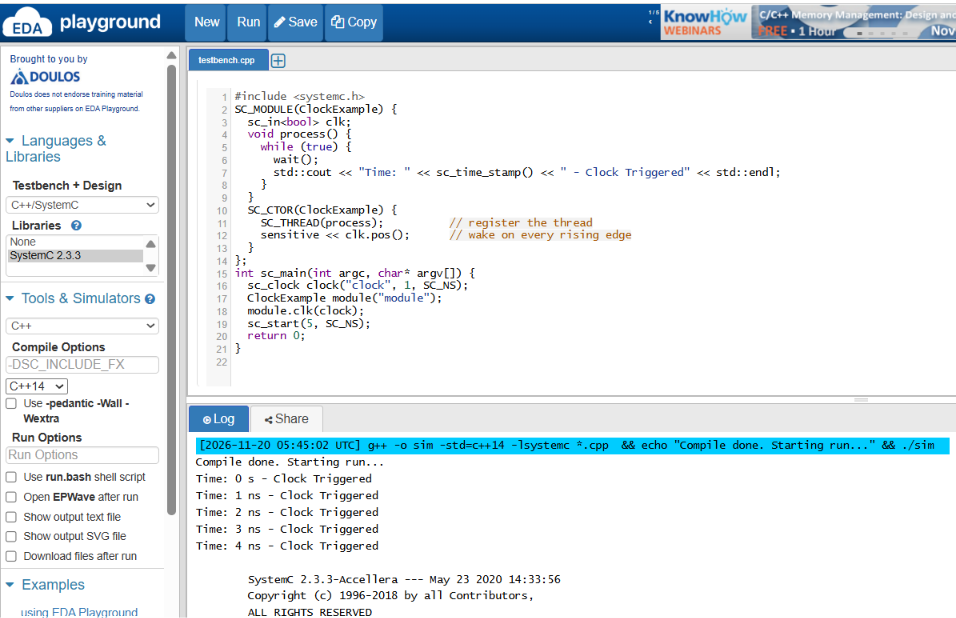 EDA playground
New
Run
Save
Copy
1/6
KnowHow
WEBINARS
C/C++ Memory Management: Design and
FREE • 1 Hour
Nov
Brought to you by
DOULOS
Doulos does not endorse training material
from other suppliers on EDA Playground.
Languages &
Libraries
Testbench + Design
C++/SystemC
Libraries
None
SystemC 2.3.3
Tools & Simulators
C++
Compile Options
-DSC_INCLUDE_FX
C++14
Use -pedantic -Wall -
Wextra
Run Options
Run Options
Use run.bash shell script
Open EPWave after run
Show output text file
Show output SVG file
Download files after run
Examples
using EDA Playground
testbench.cpp
1 #include <systemc.h>
2 SC_MODULE(ClockExample) {
3   sc_in<bool> clk;
4   void process() {
5     while (true) {
6       wait();
7       std::cout << "Time: " << sc_time_stamp() << " - Clock Triggered" << std::endl;
8     }
9   }
10   SC_CTOR(ClockExample) {
11     SC_THREAD(process);      // register the thread
12     sensitive << clk.pos();      // wake on every rising edge
13   }
14 };
15 int sc_main(int argc, char* argv[]) {
16   sc_clock clock("clock", 1, SC_NS);
17   ClockExample module("module");
18   module.clk(clock);
19   sc_start(5, SC_NS);
20   return 0;
21 }
22
Log
Share
[2026-11-20 05:45:02 UTC] g++ -o sim -std=c++14 -lsystemc *.cpp  && echo "Compile done. Starting run..." && ./sim
Compile done. Starting run...
Time: 0 s - Clock Triggered
Time: 1 ns - Clock Triggered
Time: 2 ns - Clock Triggered
Time: 3 ns - Clock Triggered
Time: 4 ns - Clock Triggered
SystemC 2.3.3-Accellera --- May 23 2020 14:33:56
Copyright (c) 1996-2018 by all Contributors,
ALL RIGHTS RESERVED